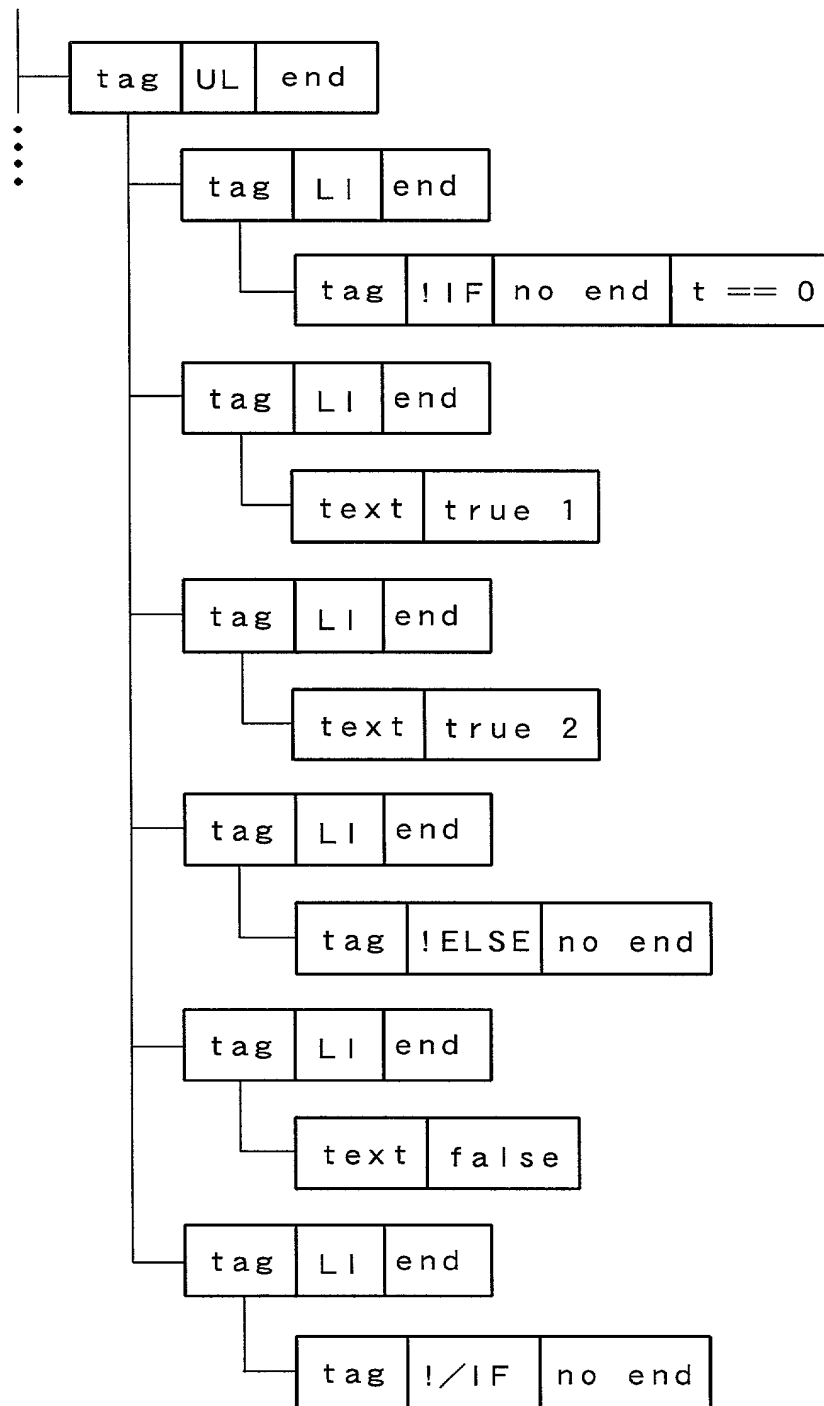 tag UL end
tag LI end
tag !IF no end t == 0
tag LI end
text true 1
tag LI end
text true 2
tag LI end
tag !ELSE no end
tag LI end
text false
tag LI end
tag !/IF no end